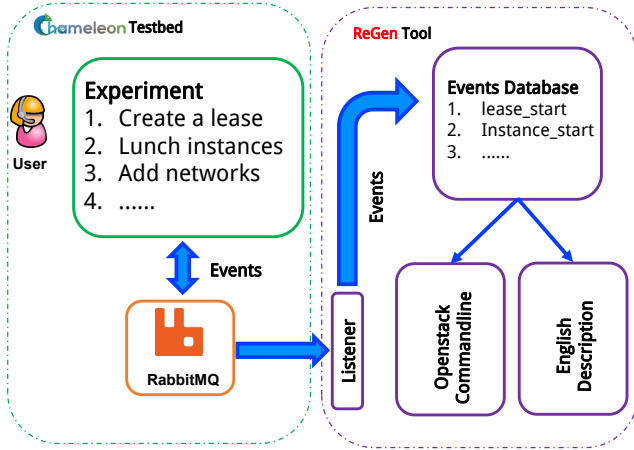 Chameleon Testbed
ReGen Tool
User
Experiment
1. Create a lease
2. Lunch instances
3. Add networks
4. ......
Events
RabbitMQ
Listener
Events
Events Database
1. lease_start
2. Instance_start
3. ......
Openstack
Commandline
English
Description